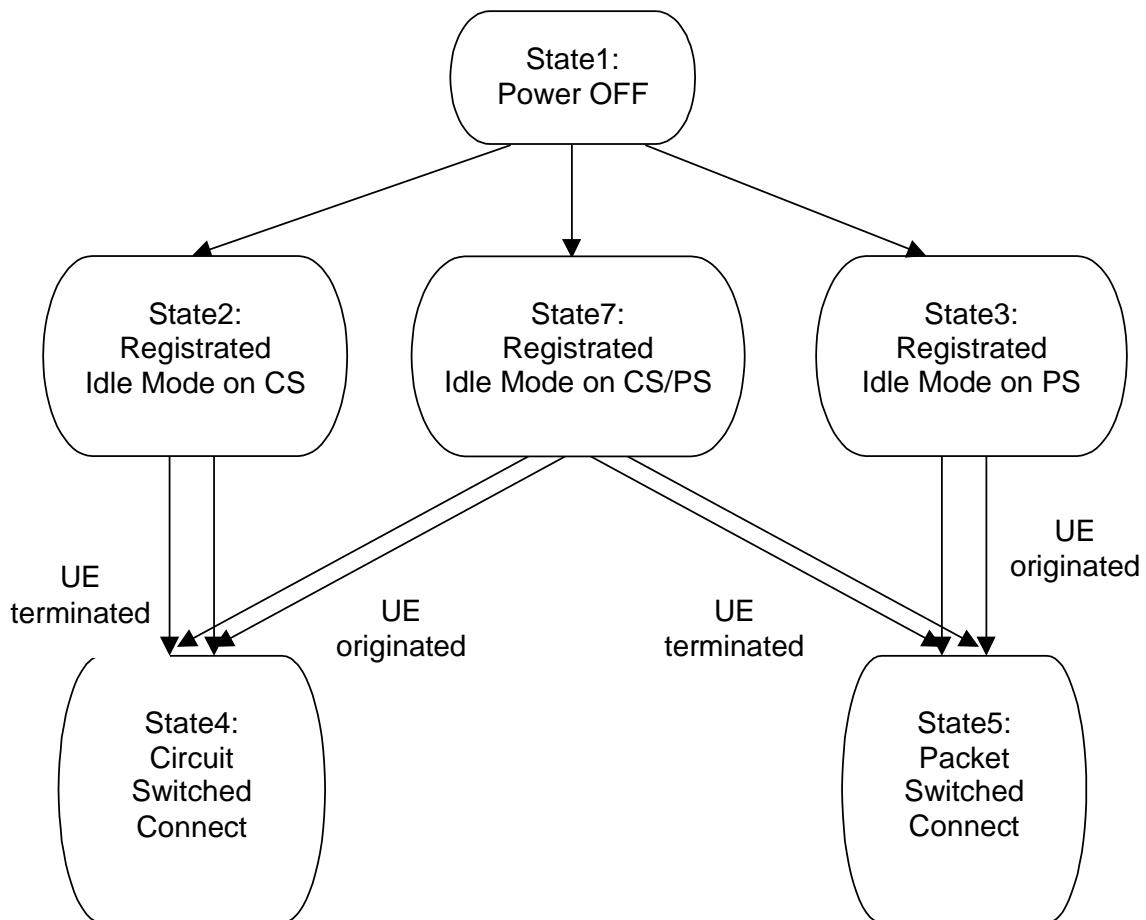 State1:
Power OFF
State2:
Registrated
Idle Mode on CS
State7:
Registrated
Idle Mode on CS/PS
State3:
Registrated
Idle Mode on PS
UE
terminated
UE
originated
UE
terminated
UE
originated
State4:
Circuit
Switched
Connect
State5:
Packet
Switched
Connect